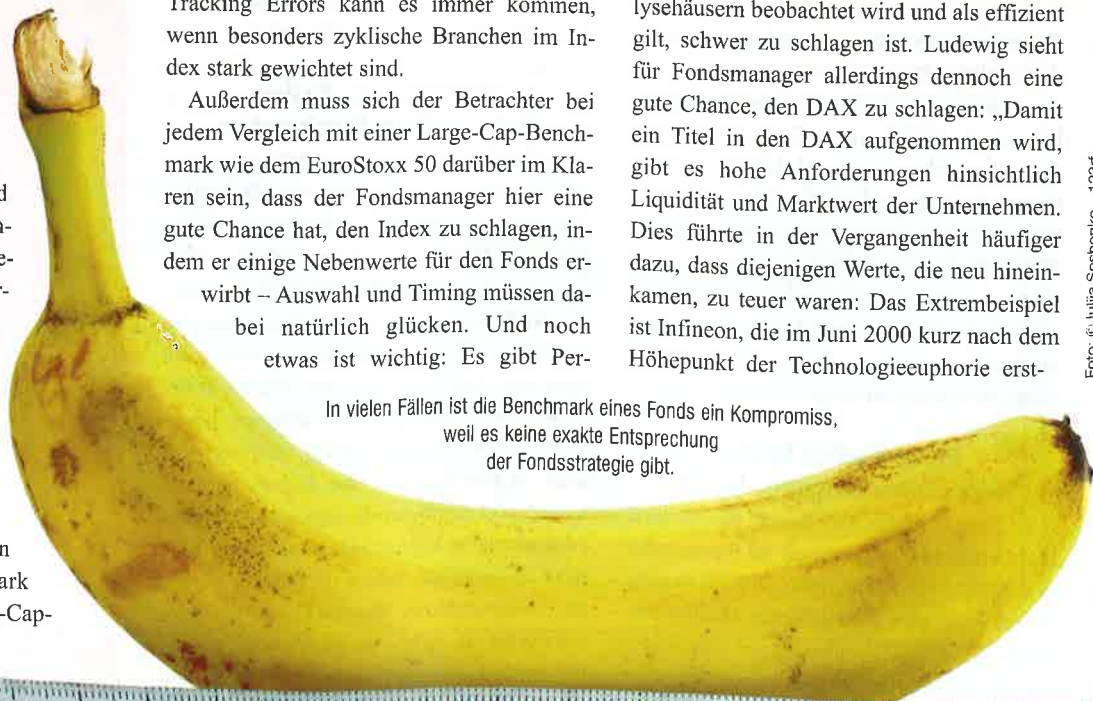 d
a-
e-
r-
n
ark
-Cap-
Tracking Errors kann es immer kommen,
wenn besonders zyklische Branchen im In-
dex stark gewichtet sind.
Außerdem muss sich der Betrachter bei
jedem Vergleich mit einer Large-Cap-Bench-
mark wie dem EuroStoxx 50 darüber im Kla-
ren sein, dass der Fondsmanager hier eine
gute Chance hat, den Index zu schlagen, in-
dem er einige Nebenwerte für den Fonds er-
wirbt – Auswahl und Timing müssen da-
bei natürlich glücken. Und noch
etwas ist wichtig: Es gibt Per-
lysehäusern beobachtet wird und als effizient
gilt, schwer zu schlagen ist. Ludewig sieht
für Fondsmanager allerdings dennoch eine
gute Chance, den DAX zu schlagen: „Damit
ein Titel in den DAX aufgenommen wird,
gibt es hohe Anforderungen hinsichtlich
Liquidität und Marktwert der Unternehmen.
Dies führte in der Vergangenheit häufiger
dazu, dass diejenigen Werte, die neu hinein-
kamen, zu teuer waren: Das Extrembeispiel
ist Infineon, die im Juni 2000 kurz nach dem
Höhepunkt der Technologieeuphorie erst-
In vielen Fällen ist die Benchmark eines Fonds ein Kompromiss,
weil es keine exakte Entsprechung
der Fondsstrategie gibt.
Foto: ©